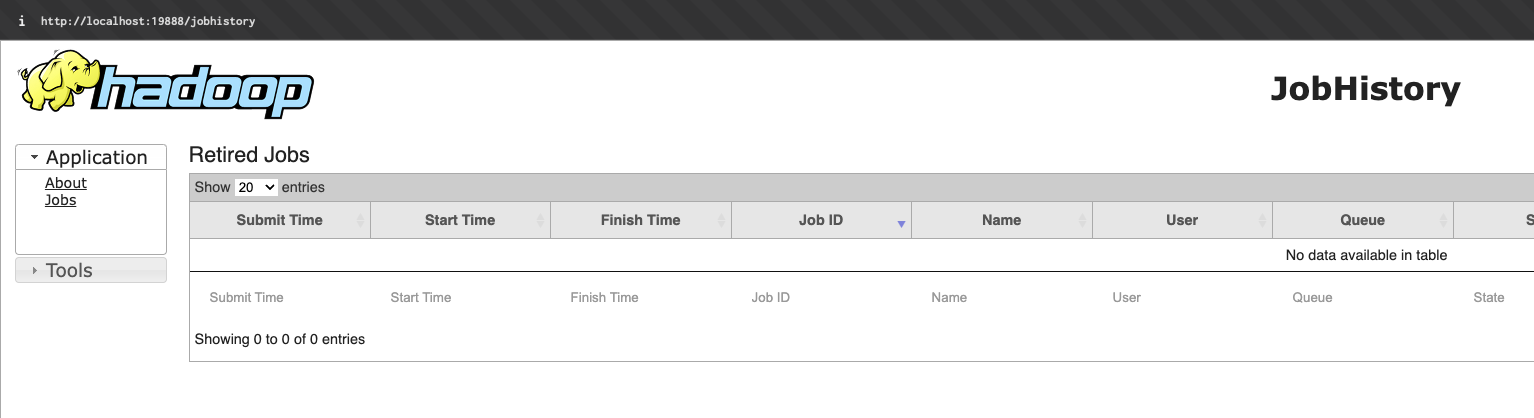 i http://localhost:19888/jobhistory
hadoop
JobHistory
Application
About
Jobs
Tools
Retired Jobs
Show 20 entries
Submit Time Start Time Finish Time Job ID Name User Queue S
No data available in table
Submit Time Start Time Finish Time Job ID Name User Queue State
Showing 0 to 0 of 0 entries